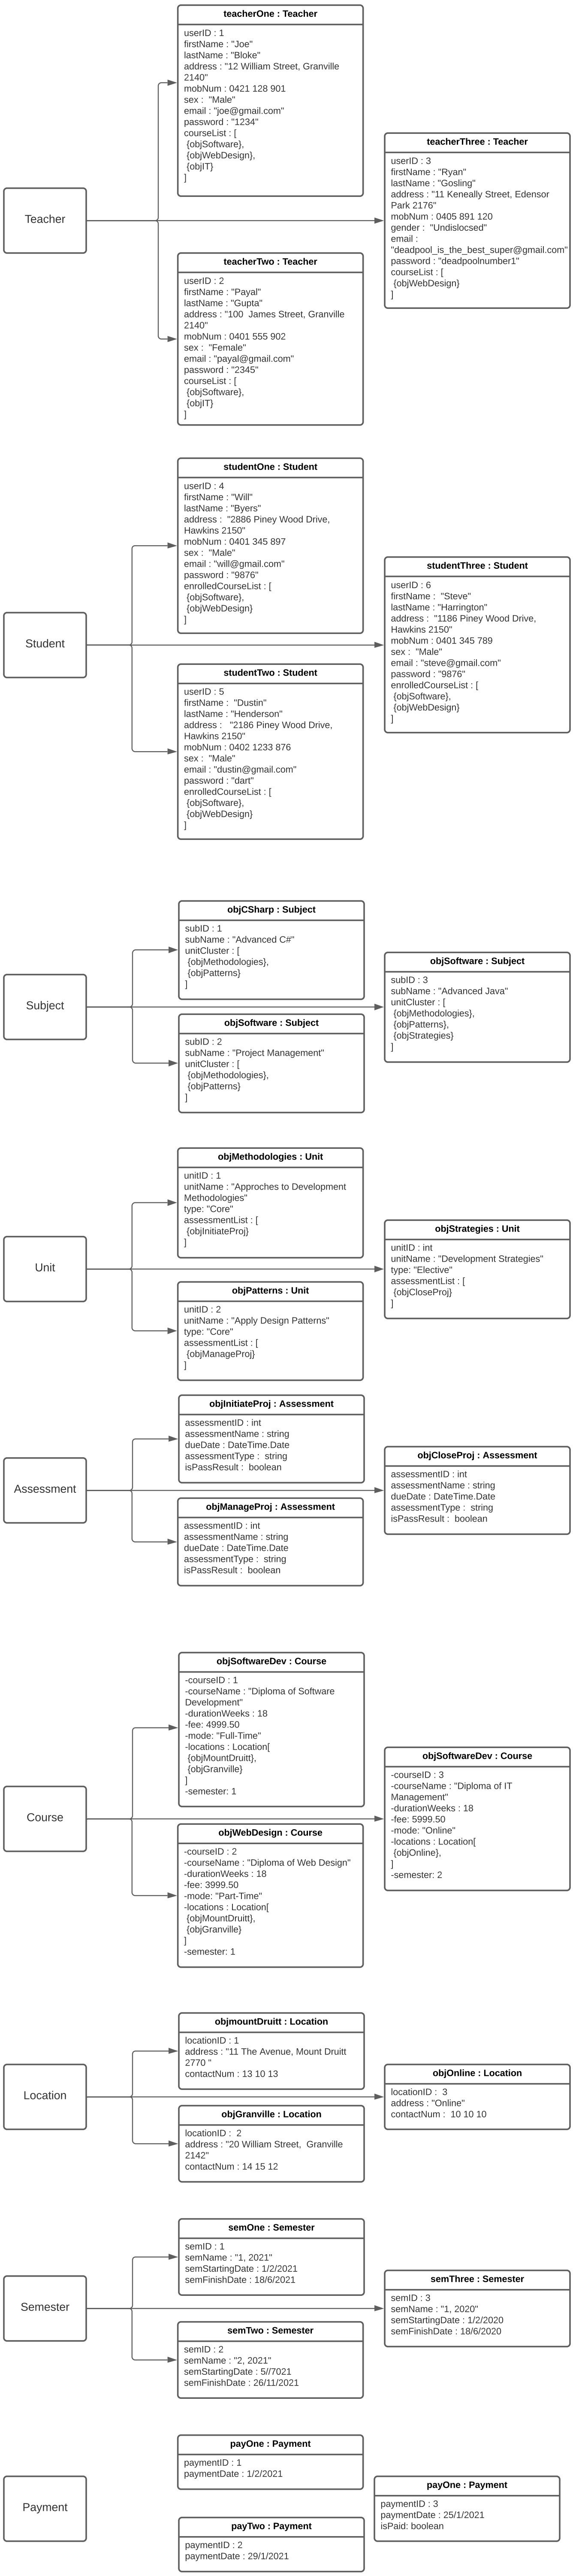 Teacher
teacherOne : Teacher
userID : 1
firstName : "Joe"
lastName : "Bloke"
address : "12 William Street, Granville
2140"
mobNum : 0421 128 901
sex :  "Male"
email : "joe@gmail.com"
password : "1234"
courseList : [
{objSoftware},
{objWebDesign},
{objIT}
]
teacherTwo : Teacher
userID : 2
firstName : "Payal"
lastName : "Gupta"
address : "100  James Street, Granville
2140"
mobNum : 0401 555 902
sex :  "Female"
email : "payal@gmail.com"
password : "2345"
courseList : [
{objSoftware},
{objIT}
]
teacherThree : Teacher
userID : 3
firstName : "Ryan"
lastName : "Gosling"
address : "11 Keneally Street, Edensor
Park 2176"
mobNum : 0405 891 120
gender :  "Undislocsed"
email :
"deadpool_is_the_best_super@gmail.com"
password : "deadpoolnumber1"
courseList : [
{objWebDesign}
]
Student
studentOne : Student
userID : 4
firstName : "Will"
lastName : "Byers"
address :  "2886 Piney Wood Drive,
Hawkins 2150"
mobNum : 0401 345 897
sex :  "Male"
email : "will@gmail.com"
password : "9876"
enrolledCourseList : [
{objSoftware},
{objWebDesign}
]
studentTwo : Student
userID : 5
firstName :  "Dustin"
lastName : "Henderson"
address :   "2186 Piney Wood Drive,
Hawkins 2150"
mobNum : 0402 1233 876
sex :  "Male"
email : "dustin@gmail.com"
password : "dart"
enrolledCourseList : [
{objSoftware},
{objWebDesign}
]
studentThree : Student
userID : 6
firstName :  "Steve"
lastName : "Harrington"
address :  "1186 Piney Wood Drive,
Hawkins 2150"
mobNum : 0401 345 789
sex :  "Male"
email : "steve@gmail.com"
password : "9876"
enrolledCourseList : [
{objSoftware},
{objWebDesign}
]
Subject
objCSharp : Subject
subID : 1
subName : "Advanced C#"
unitCluster : [
{objMethodologies},
{objPatterns}
]
objSoftware : Subject
subID : 2
subName : "Project Management"
unitCluster : [
{objMethodologies},
{objPatterns}
]
objSoftware : Subject
subID : 3
subName : "Advanced Java"
unitCluster : [
{objMethodologies},
{objPatterns},
{objStrategies}
]
Unit
objMethodologies : Unit
unitID : 1
unitName : "Approches to Development
Methodologies"
type: "Core"
assessmentList : [
{objInitiateProj}
]
objPatterns : Unit
unitID : 2
unitName : "Apply Design Patterns"
type: "Core"
assessmentList : [
{objManageProj}
]
objStrategies : Unit
unitID : int
unitName : "Development Strategies"
type: "Elective"
assessmentList : [
{objCloseProj}
]
Assessment
objInitiateProj : Assessment
assessmentID : int
assessmentName : string
dueDate : DateTime.Date
assessmentType :  string
isPassResult :  boolean
objManageProj : Assessment
assessmentID : int
assessmentName : string
dueDate : DateTime.Date
assessmentType :  string
isPassResult :  boolean
objCloseProj : Assessment
assessmentID : int
assessmentName : string
dueDate : DateTime.Date
assessmentType :  string
isPassResult :  boolean
Course
objSoftwareDev : Course
-courseID : 1
-courseName : "Diploma of Software
Development"
-durationWeeks : 18
-fee: 4999.50
-mode: "Full-Time"
-locations : Location[
{objMountDruitt},
{objGranville}
]
-semester: 1
objWebDesign : Course
-courseID : 2
-courseName : "Diploma of Web Design"
-durationWeeks : 18
-fee: 3999.50
-mode: "Part-Time"
-locations : Location[
{objMountDruitt},
{objGranville}
]
-semester: 1
objSoftwareDev : Course
-courseID : 3
-courseName : "Diploma of IT
Management"
-durationWeeks : 18
-fee: 5999.50
-mode: "Online"
-locations : Location[
{objOnline},
]
-semester: 2
Location
objmountDruitt : Location
locationID : 1
address : "11 The Avenue, Mount Druitt
2770 "
contactNum : 13 10 13
objGranville : Location
locationID :  2
address : "20 William Street,  Granville
2142"
contactNum : 14 15 12
objOnline : Location
locationID :  3
address : "Online"
contactNum :  10 10 10
Semester
semOne : Semester
semID : 1
semName : "1, 2021"
semStartingDate : 1/2/2021
semFinishDate : 18/6/2021
semTwo : Semester
semID : 2
semName : "2, 2021"
semStartingDate : 5//7021
semFinishDate : 26/11/2021
semThree : Semester
semID : 3
semName : "1, 2020"
semStartingDate : 1/2/2020
semFinishDate : 18/6/2020
Payment
payOne : Payment
paymentID : 1
paymentDate : 1/2/2021
payTwo : Payment
paymentID : 2
paymentDate : 29/1/2021
payOne : Payment
paymentID : 3
paymentDate : 25/1/2021
isPaid: boolean